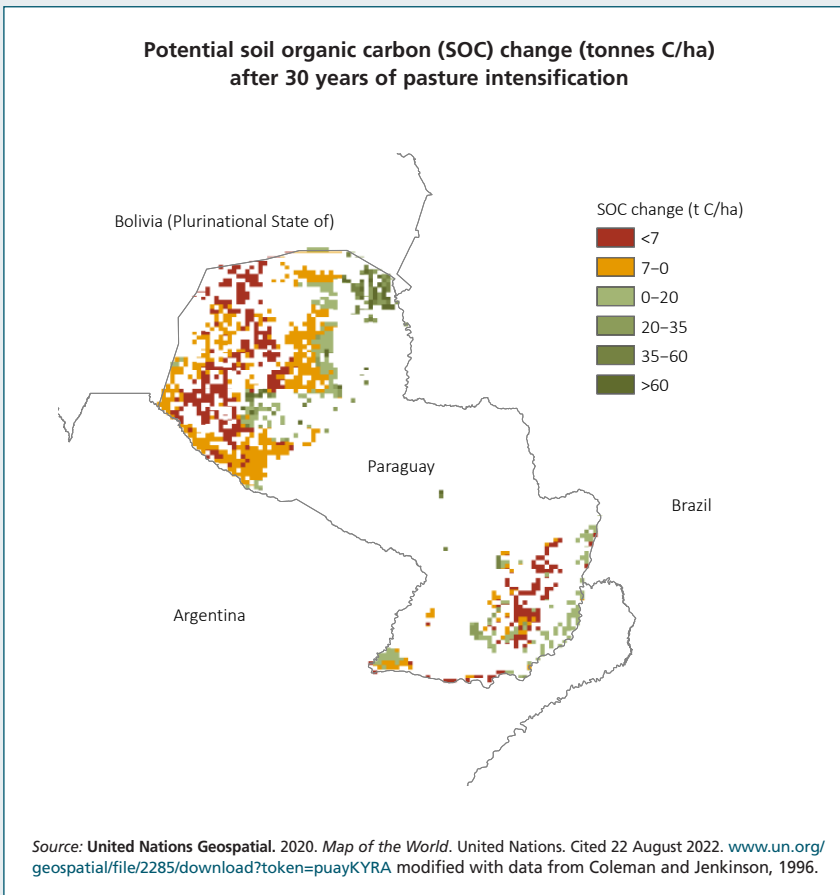 Potential soil organic carbon (SOC) change (tonnes C/ha)
after 30 years of pasture intensification
Bolivia (Plurinational State of)
SOC change (t C/ha)
<7
7–0
0–20
20–35
35–60
>60
Paraguay
Brazil
Argentina
Source: United Nations Geospatial. 2020. Map of the World. United Nations. Cited 22 August 2022. www.un.org/
geospatial/file/2285/download?token=puayKYRA modified with data from Coleman and Jenkinson, 1996.